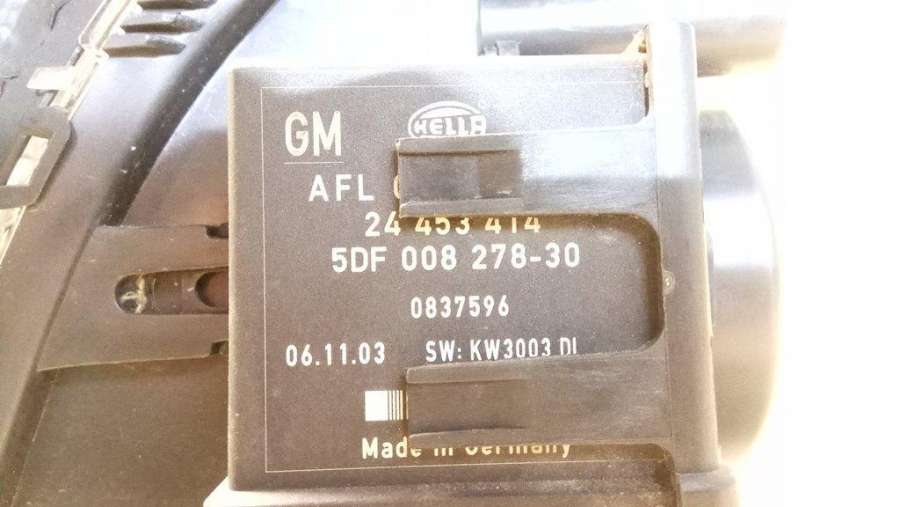 GM HELLA
AFL
24 453 414
5DF 008 278-30
0837596
06.11.03 SW: KW3003 DI
Made in Germany